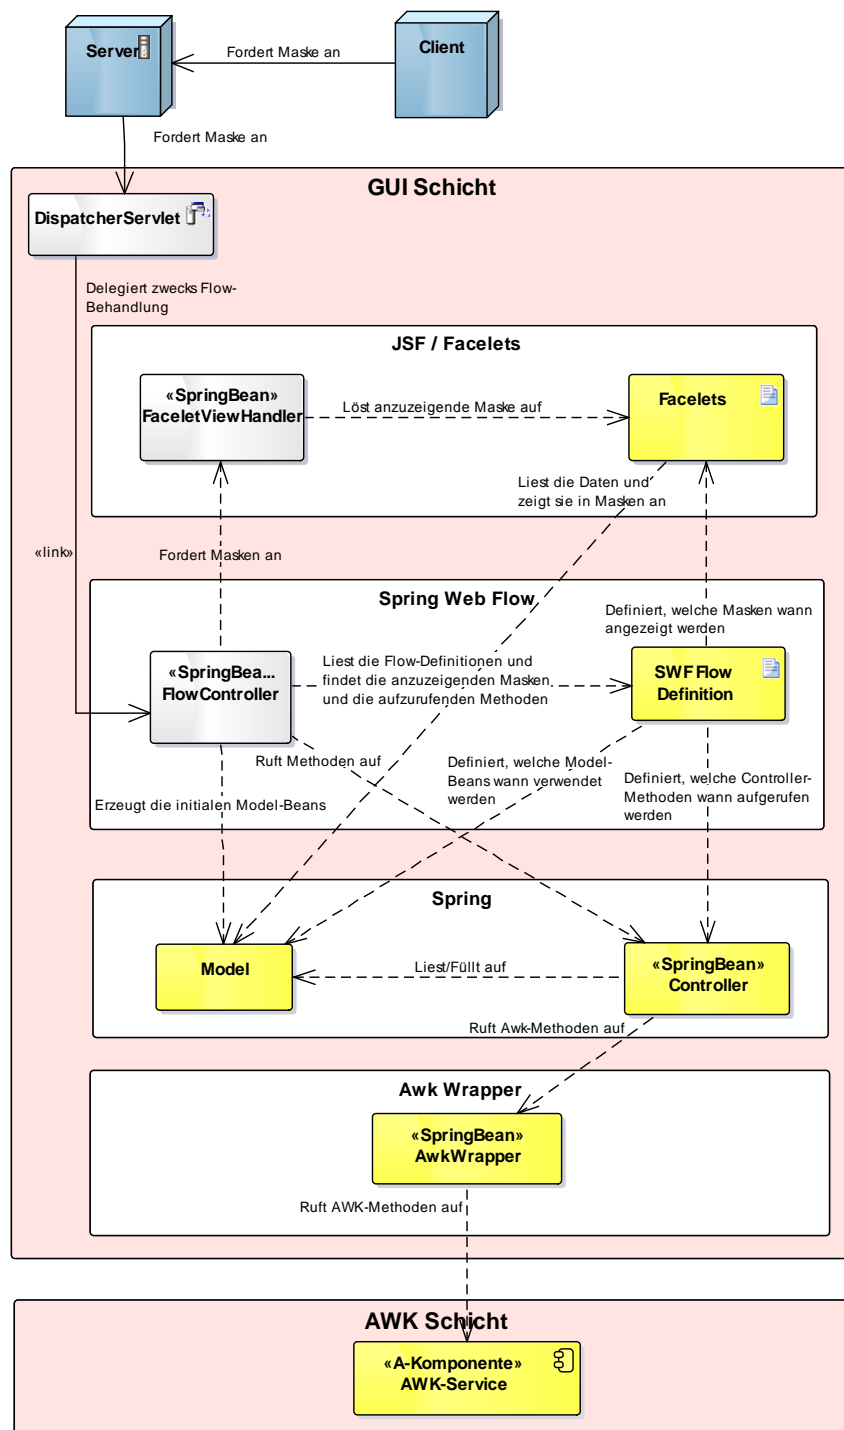 Server
Client
Fordert Maske an
Fordert Maske an
GUI Schicht
DispatcherServlet
Delegiert zwecks Flow-
Behandlung
JSF / Facelets
«SpringBean»
FaceletViewHandler
Löst anzuzeigende Maske auf
Facelets
Liest die Daten und
zeigt sie in Masken an
«link»
Fordert Masken an
Spring Web Flow
Definiert, welche Masken wann
angezeigt werden
«SpringBea...
FlowController
Liest die Flow-Definitionen und
findet die anzuzeigenden Masken
und die aufzurufenden Methoden
SWF Flow
Definition
Ruft Methoden auf
Definiert, welche Model-
Beans wann verwendet
werden
Definiert, welche Controller-
Methoden wann aufgerufen
werden
Erzeugt die initialen Model-Beans
Spring
Model
Liest/Füllt auf
«SpringBean»
Controller
Ruft Awk-Methoden auf
Awk Wrapper
«SpringBean»
AwkWrapper
Ruft AWK-Methoden auf
AWK Schicht
«A-Komponente»
AWK-Service